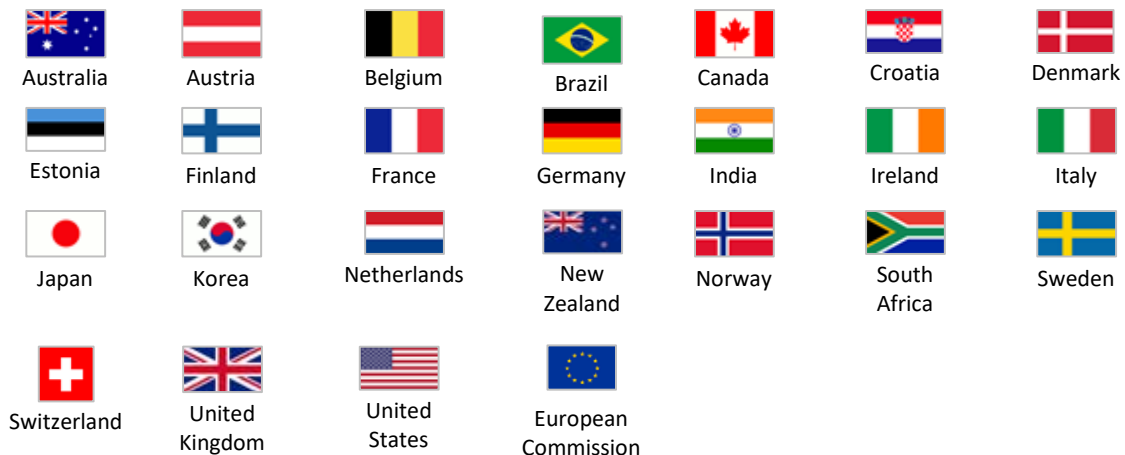 Australia
Austria
Belgium
Brazil
Canada
Croatia
Denmark
Estonia
Finland
France
Germany
India
Ireland
Italy
Japan
Korea
Netherlands
New
Zealand
Norway
South
Africa
Sweden
Switzerland
United
Kingdom
United
States
European
Commission